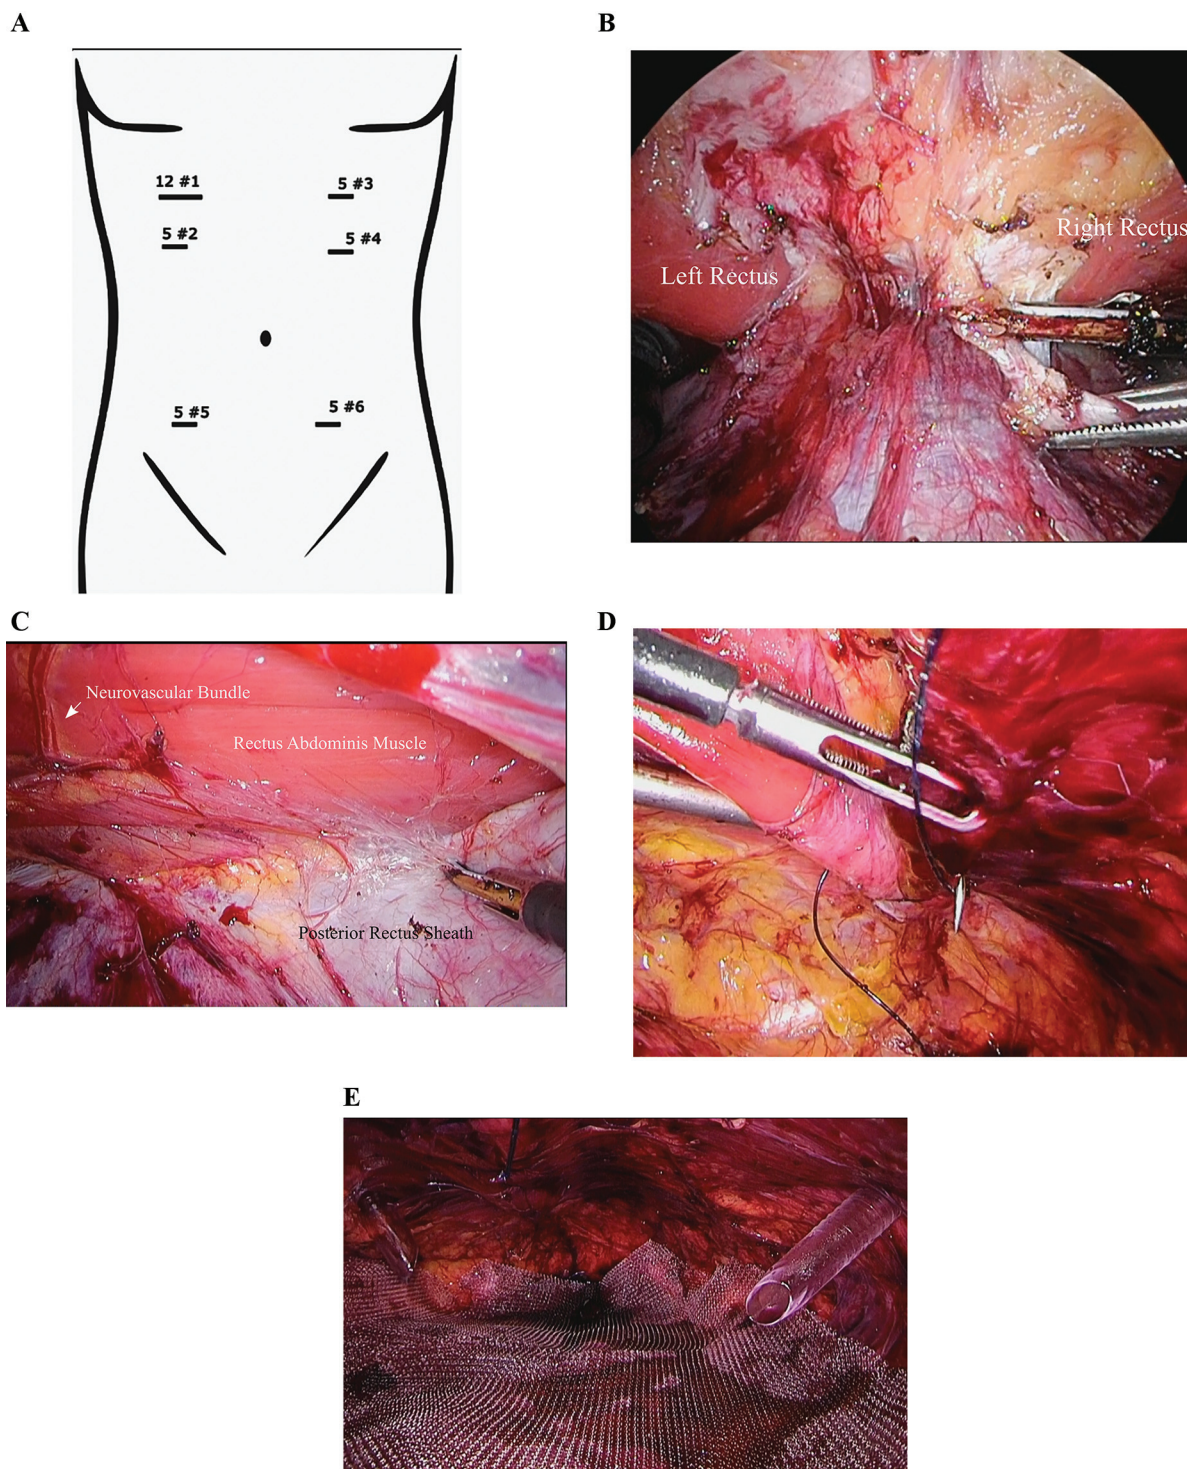 A
12 #1
5 #3
5 #2
5 #4
5 #5
5 #6
B
Left Rectus
Right Rectus
C
Neurovascular Bundle
Rectus Abdominis Muscle
Posterior Rectus Sheath
D
E